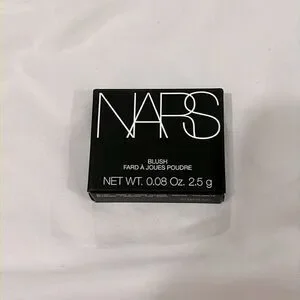 NARS
BLUSH
FARD À JOUES POUDRE
NET WT. 0.08 Oz. 2.5 g